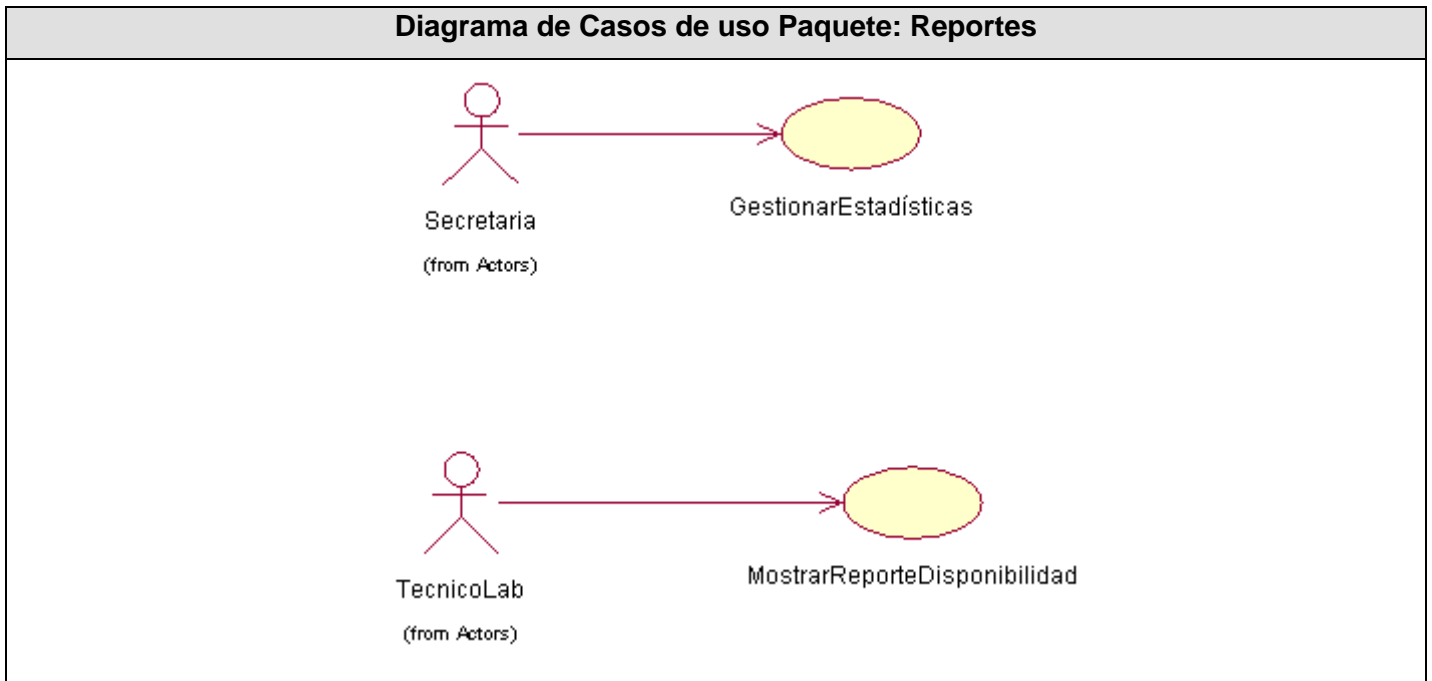 Diagrama de Casos de uso Paquete: Reportes
Secretaria
(from Actors)
GestionarEstadísticas
TecnicoLab
(from Actors)
MostrarReporteDisponibilidad